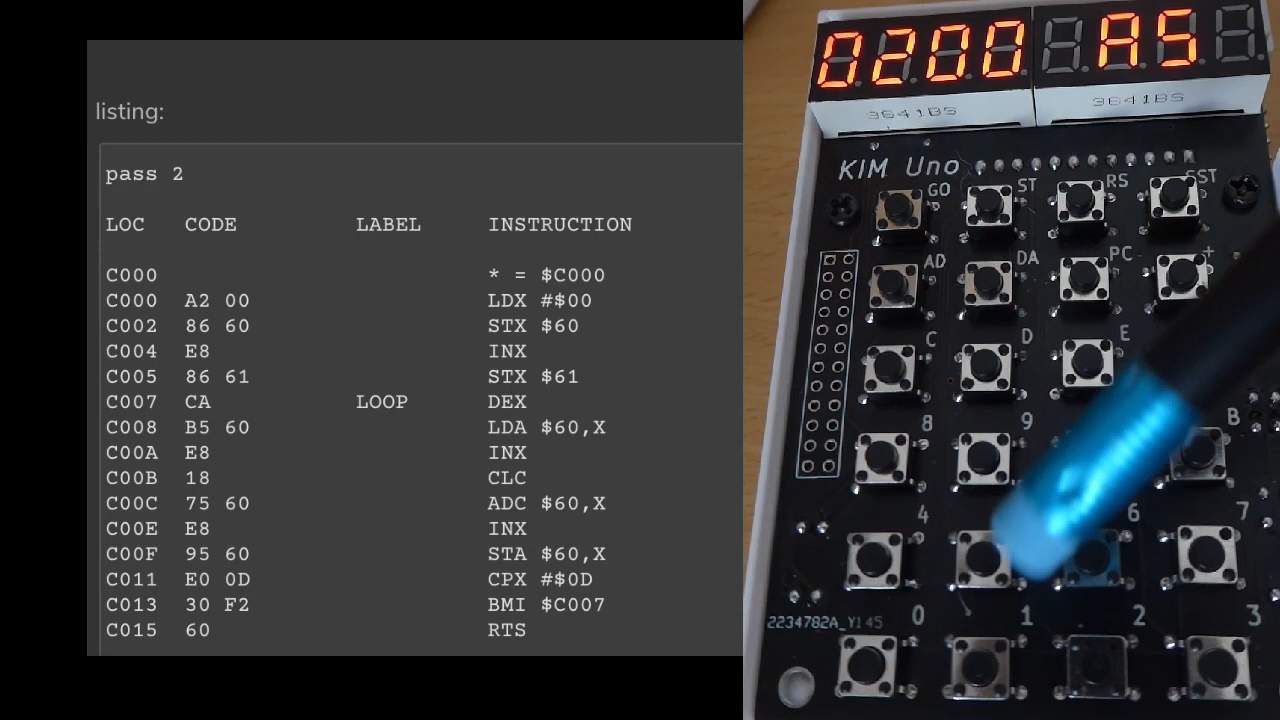 listing:
pass 2
LOC CODE LABEL INSTRUCTION
C000 * = $C000
C000 A2 00 LDX #$00
C002 86 60 STX $60
C004 E8 INX
C005 86 61 STX $61
C007 CA LOOP DEX
C008 B5 60 LDA $60,X
C00A E8 INX
C00B 18 CLC
C00C 75 60 ADC $60,X
C00E E8 INX
C00F 95 60 STA $60,X
C011 E0 0D CPX #$0D
C013 30 F2 BMI $C007
C015 60 RTS
0200 A5
3641BS 3641BS
KIM Uno
GO ST RS SST
AD DA PC +
C D E
8 9 B
4 6 7
0 1 2 3
2234782A_Y145